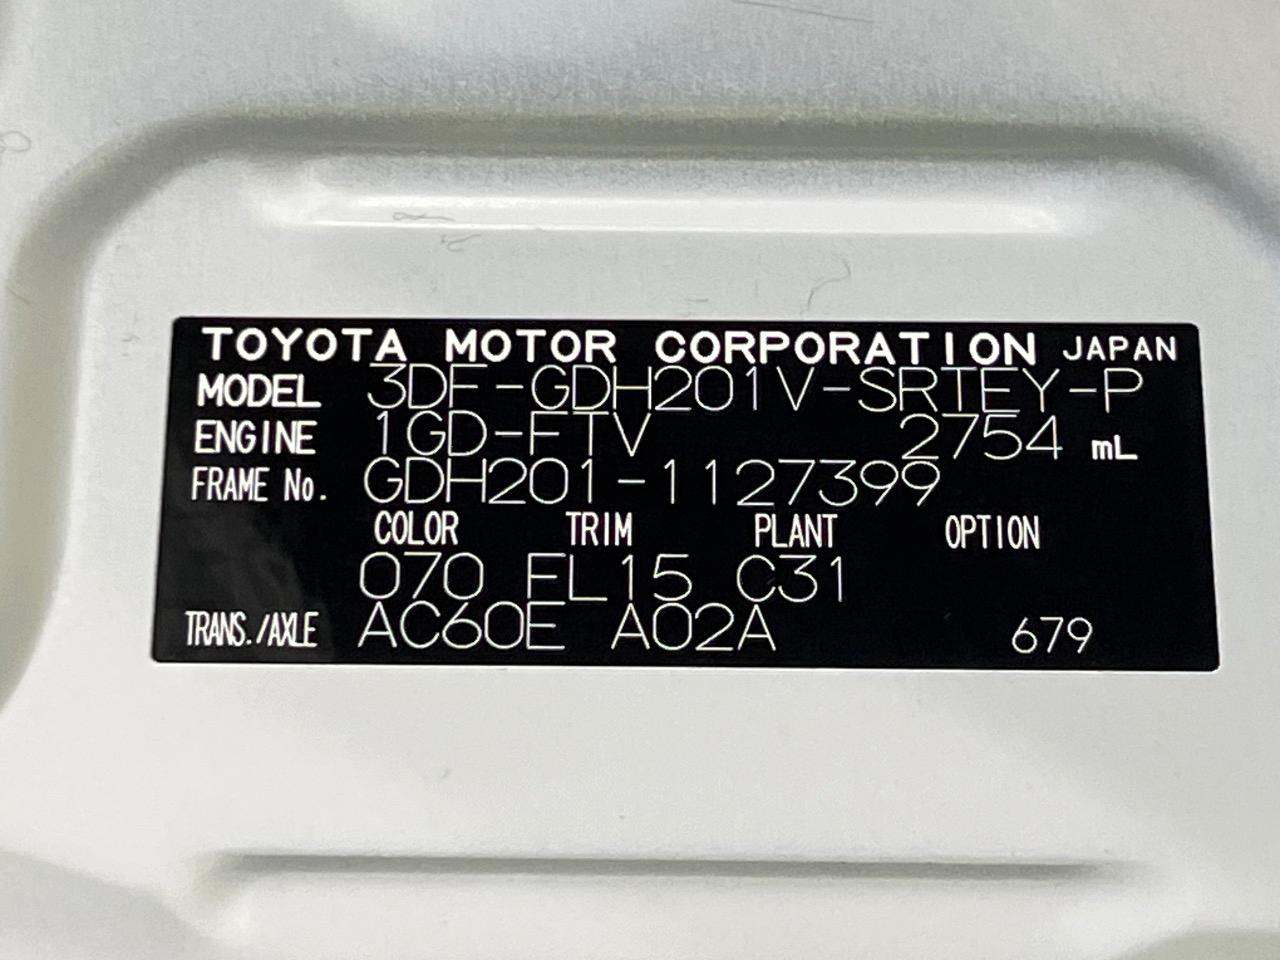 TOYOTA MOTOR CORPORATION JAPAN
MODEL 3DF-GDH201V-SRTEY-P
ENGINE 1GD-FTV 2754 mL
FRAME No. GDH201-1127399
COLOR TRIM PLANT OPTION
070 FL15 C31
TRANS./AXLE AC60E A02A 679